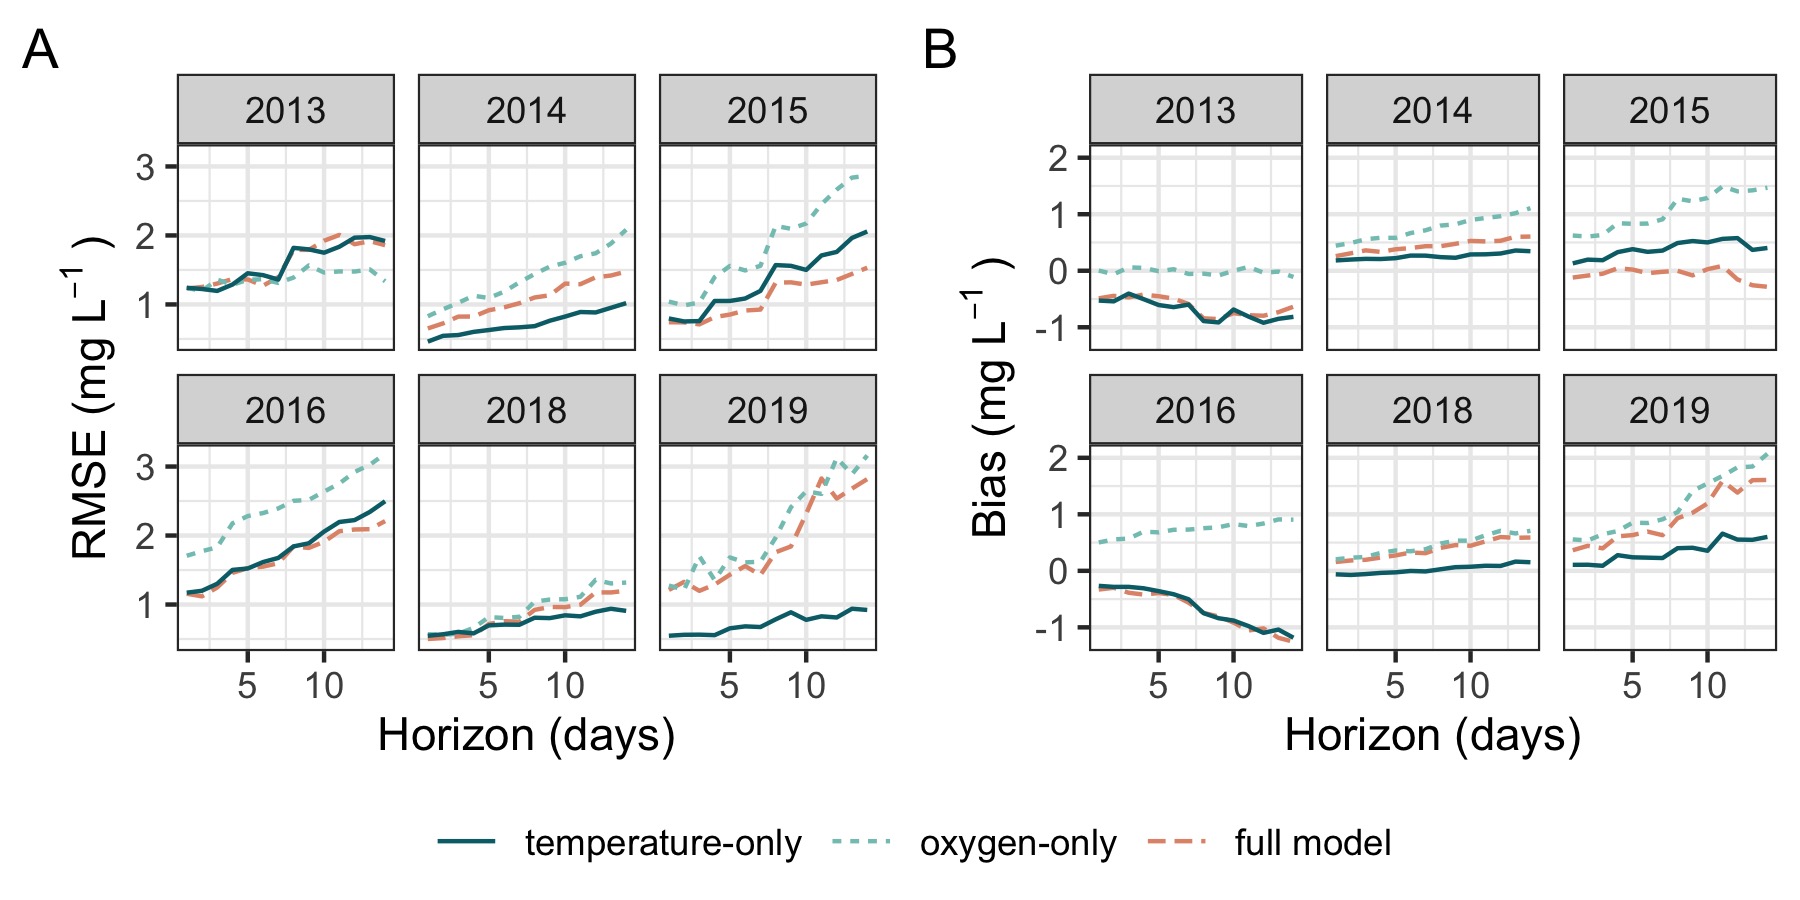 A
B
2013 2014 2015
2013 2014 2015
3
2
1
2
1
0
-1
2016 2018 2019
2016 2018 2019
3
2
1
2
1
0
-1
5 10 5 10 5 10
5 10 5 10 5 10
RMSE (mg L⁻¹ )
Bias (mg L⁻¹ )
Horizon (days)
Horizon (days)
temperature-only oxygen-only full model